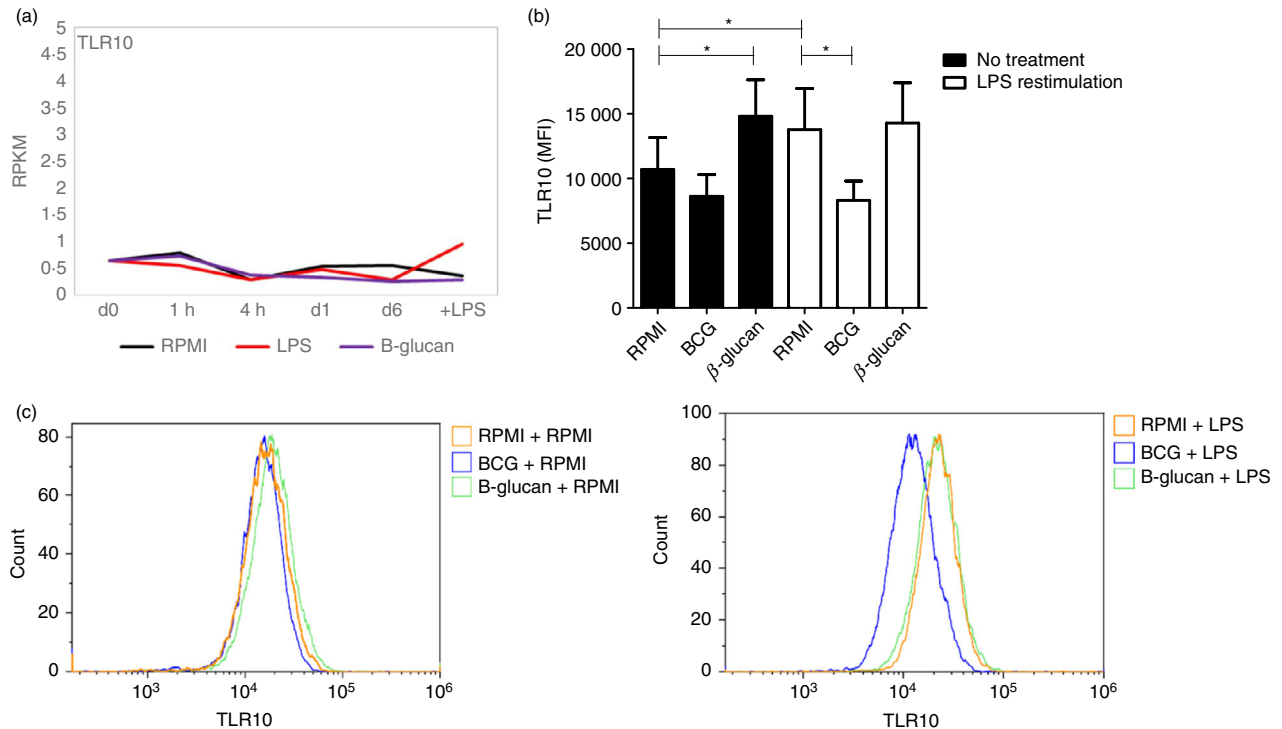 (a)
TLR10
5
4·5
4
3·5
3
2·5
2
1·5
1
0·5
0
RPKM
d0 1 h 4 h d1 d6 +LPS
RPMI LPS B-glucan
(b)
* 
* *
20 000
15 000
10 000
5000
0
TLR10 (MFI)
RPMI BCG β-glucan RPMI BCG β-glucan
No treatment
LPS restimulation
(c)
80
60
40
20
0
Count
10³ 10⁴ 10⁵ 10⁶
TLR10
RPMI + RPMI
BCG + RPMI
B-glucan + RPMI
100
80
60
40
20
0
Count
10³ 10⁴ 10⁵ 10⁶
TLR10
RPMI + LPS
BCG + LPS
B-glucan + LPS